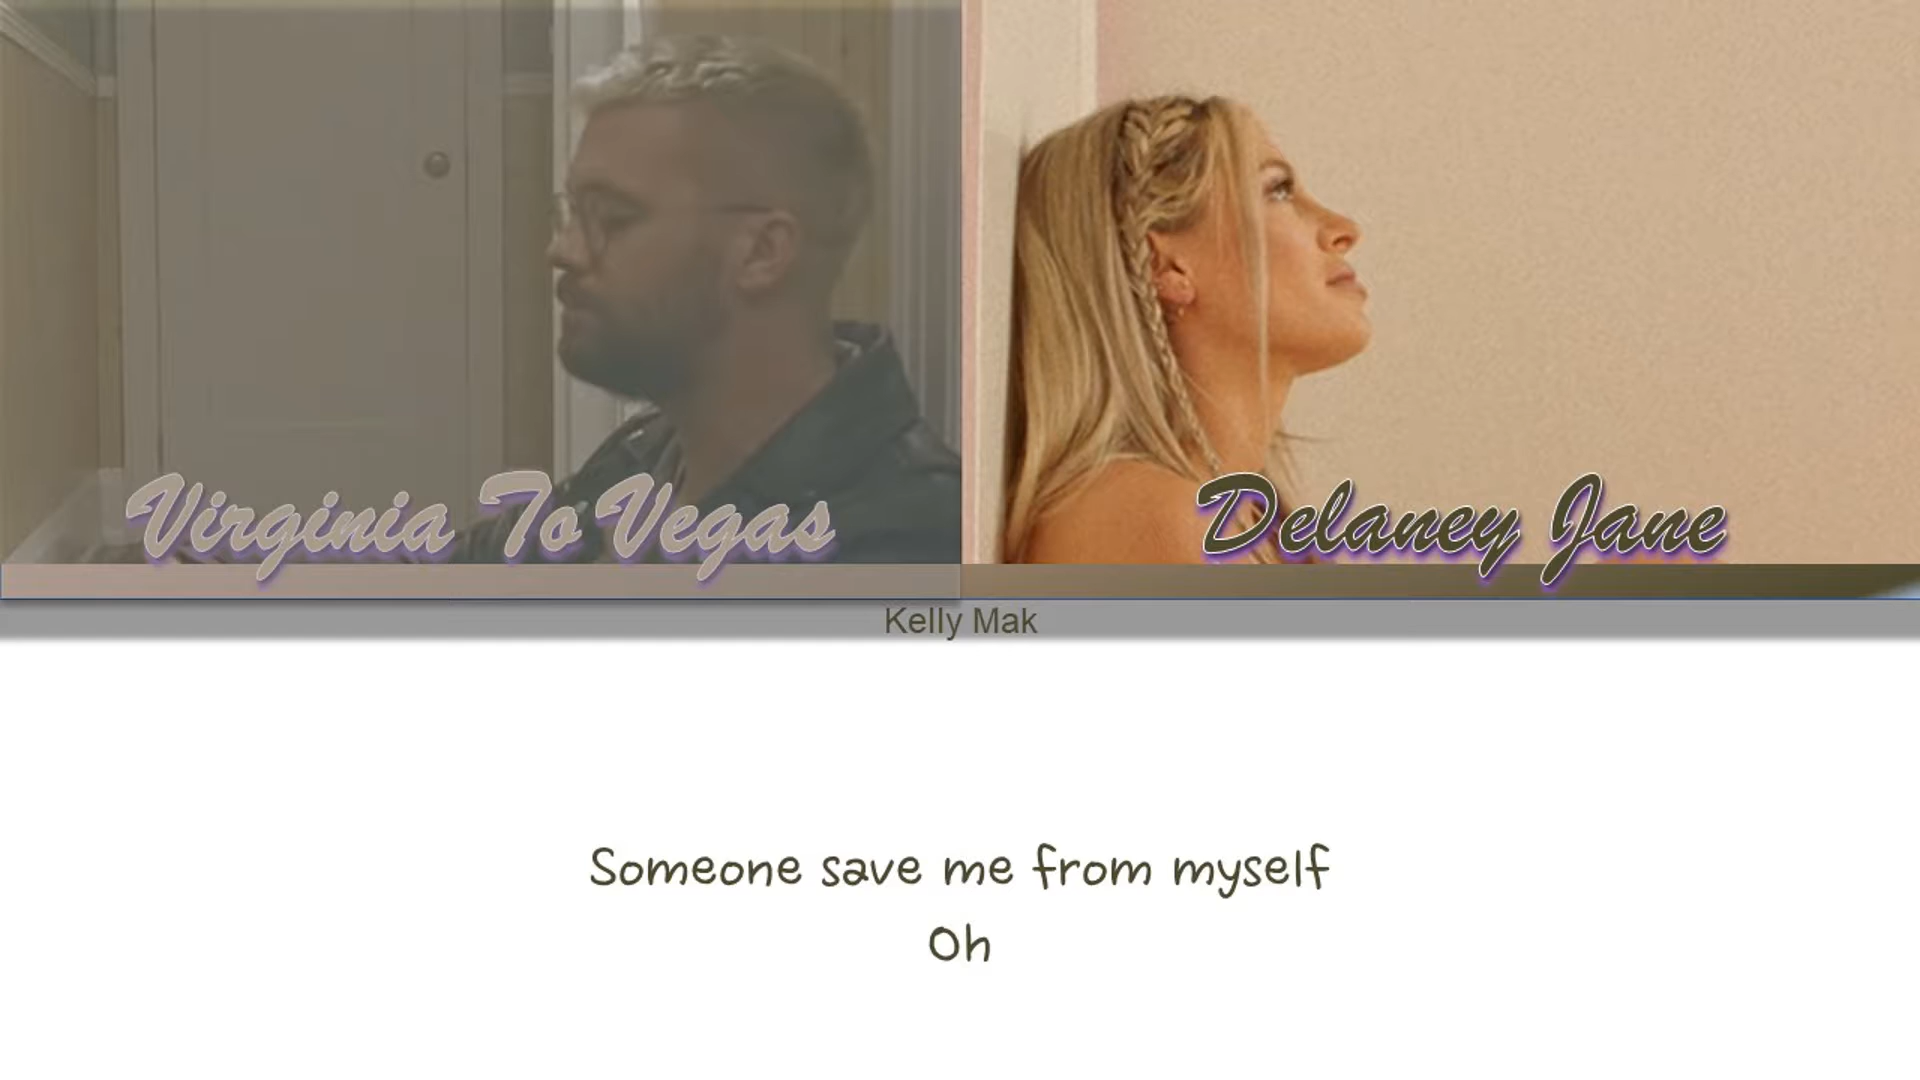 Virginia To Vegas
Delaney Jane
Kelly Mak
Someone save me from myself
Oh